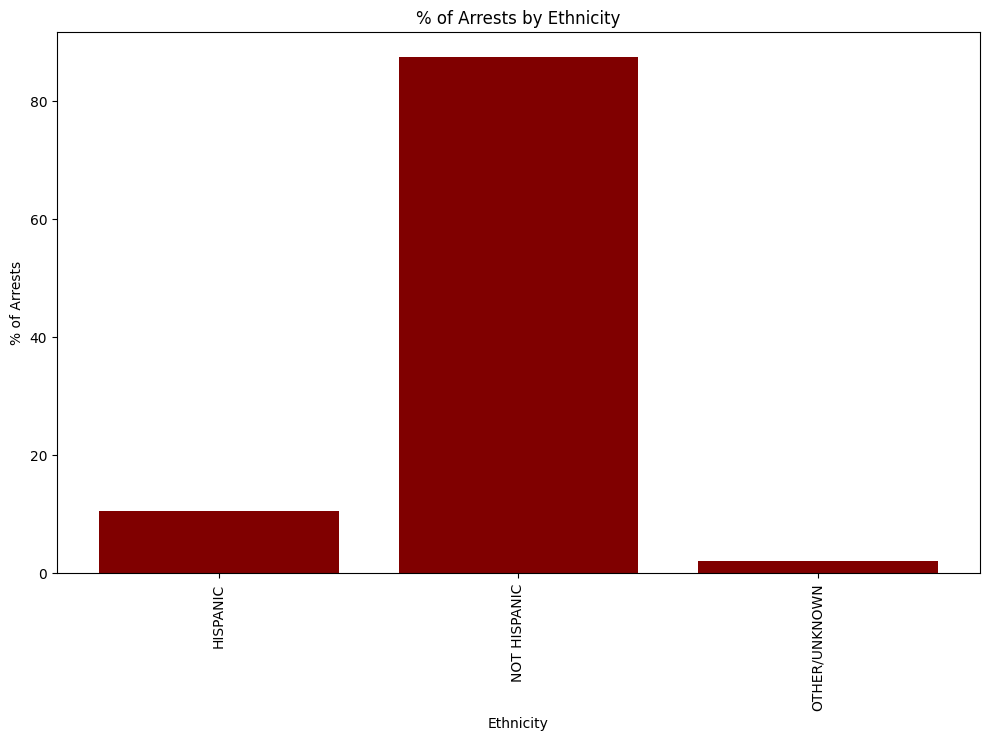 % of Arrests by Ethnicity
% of Arrests
80
60
40
20
0
HISPANIC
NOT HISPANIC
OTHER/UNKNOWN
Ethnicity